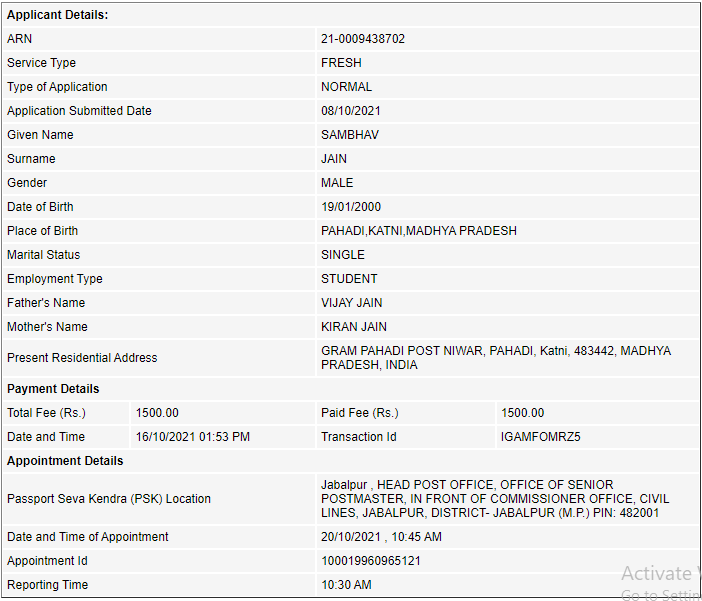 Applicant Details:
ARN 21-0009438702
Service Type FRESH
Type of Application NORMAL
Application Submitted Date 08/10/2021
Given Name SAMBHAV
Surname JAIN
Gender MALE
Date of Birth 19/01/2000
Place of Birth PAHADI,KATNI,MADHYA PRADESH
Marital Status SINGLE
Employment Type STUDENT
Father's Name VIJAY JAIN
Mother's Name KIRAN JAIN
Present Residential Address GRAM PAHADI POST NIWAR, PAHADI, Katni, 483442, MADHYA
PRADESH, INDIA
Payment Details
Total Fee (Rs.) 1500.00 Paid Fee (Rs.) 1500.00
Date and Time 16/10/2021 01:53 PM Transaction Id IGAMFOMRZ5
Appointment Details
Passport Seva Kendra (PSK) Location Jabalpur , HEAD POST OFFICE, OFFICE OF SENIOR
POSTMASTER, IN FRONT OF COMMISSIONER OFFICE, CIVIL
LINES, JABALPUR, DISTRICT- JABALPUR (M.P.) PIN: 482001
Date and Time of Appointment 20/10/2021 , 10:45 AM
Appointment Id 100019960965121
Reporting Time 10:30 AM
Activate
Go to